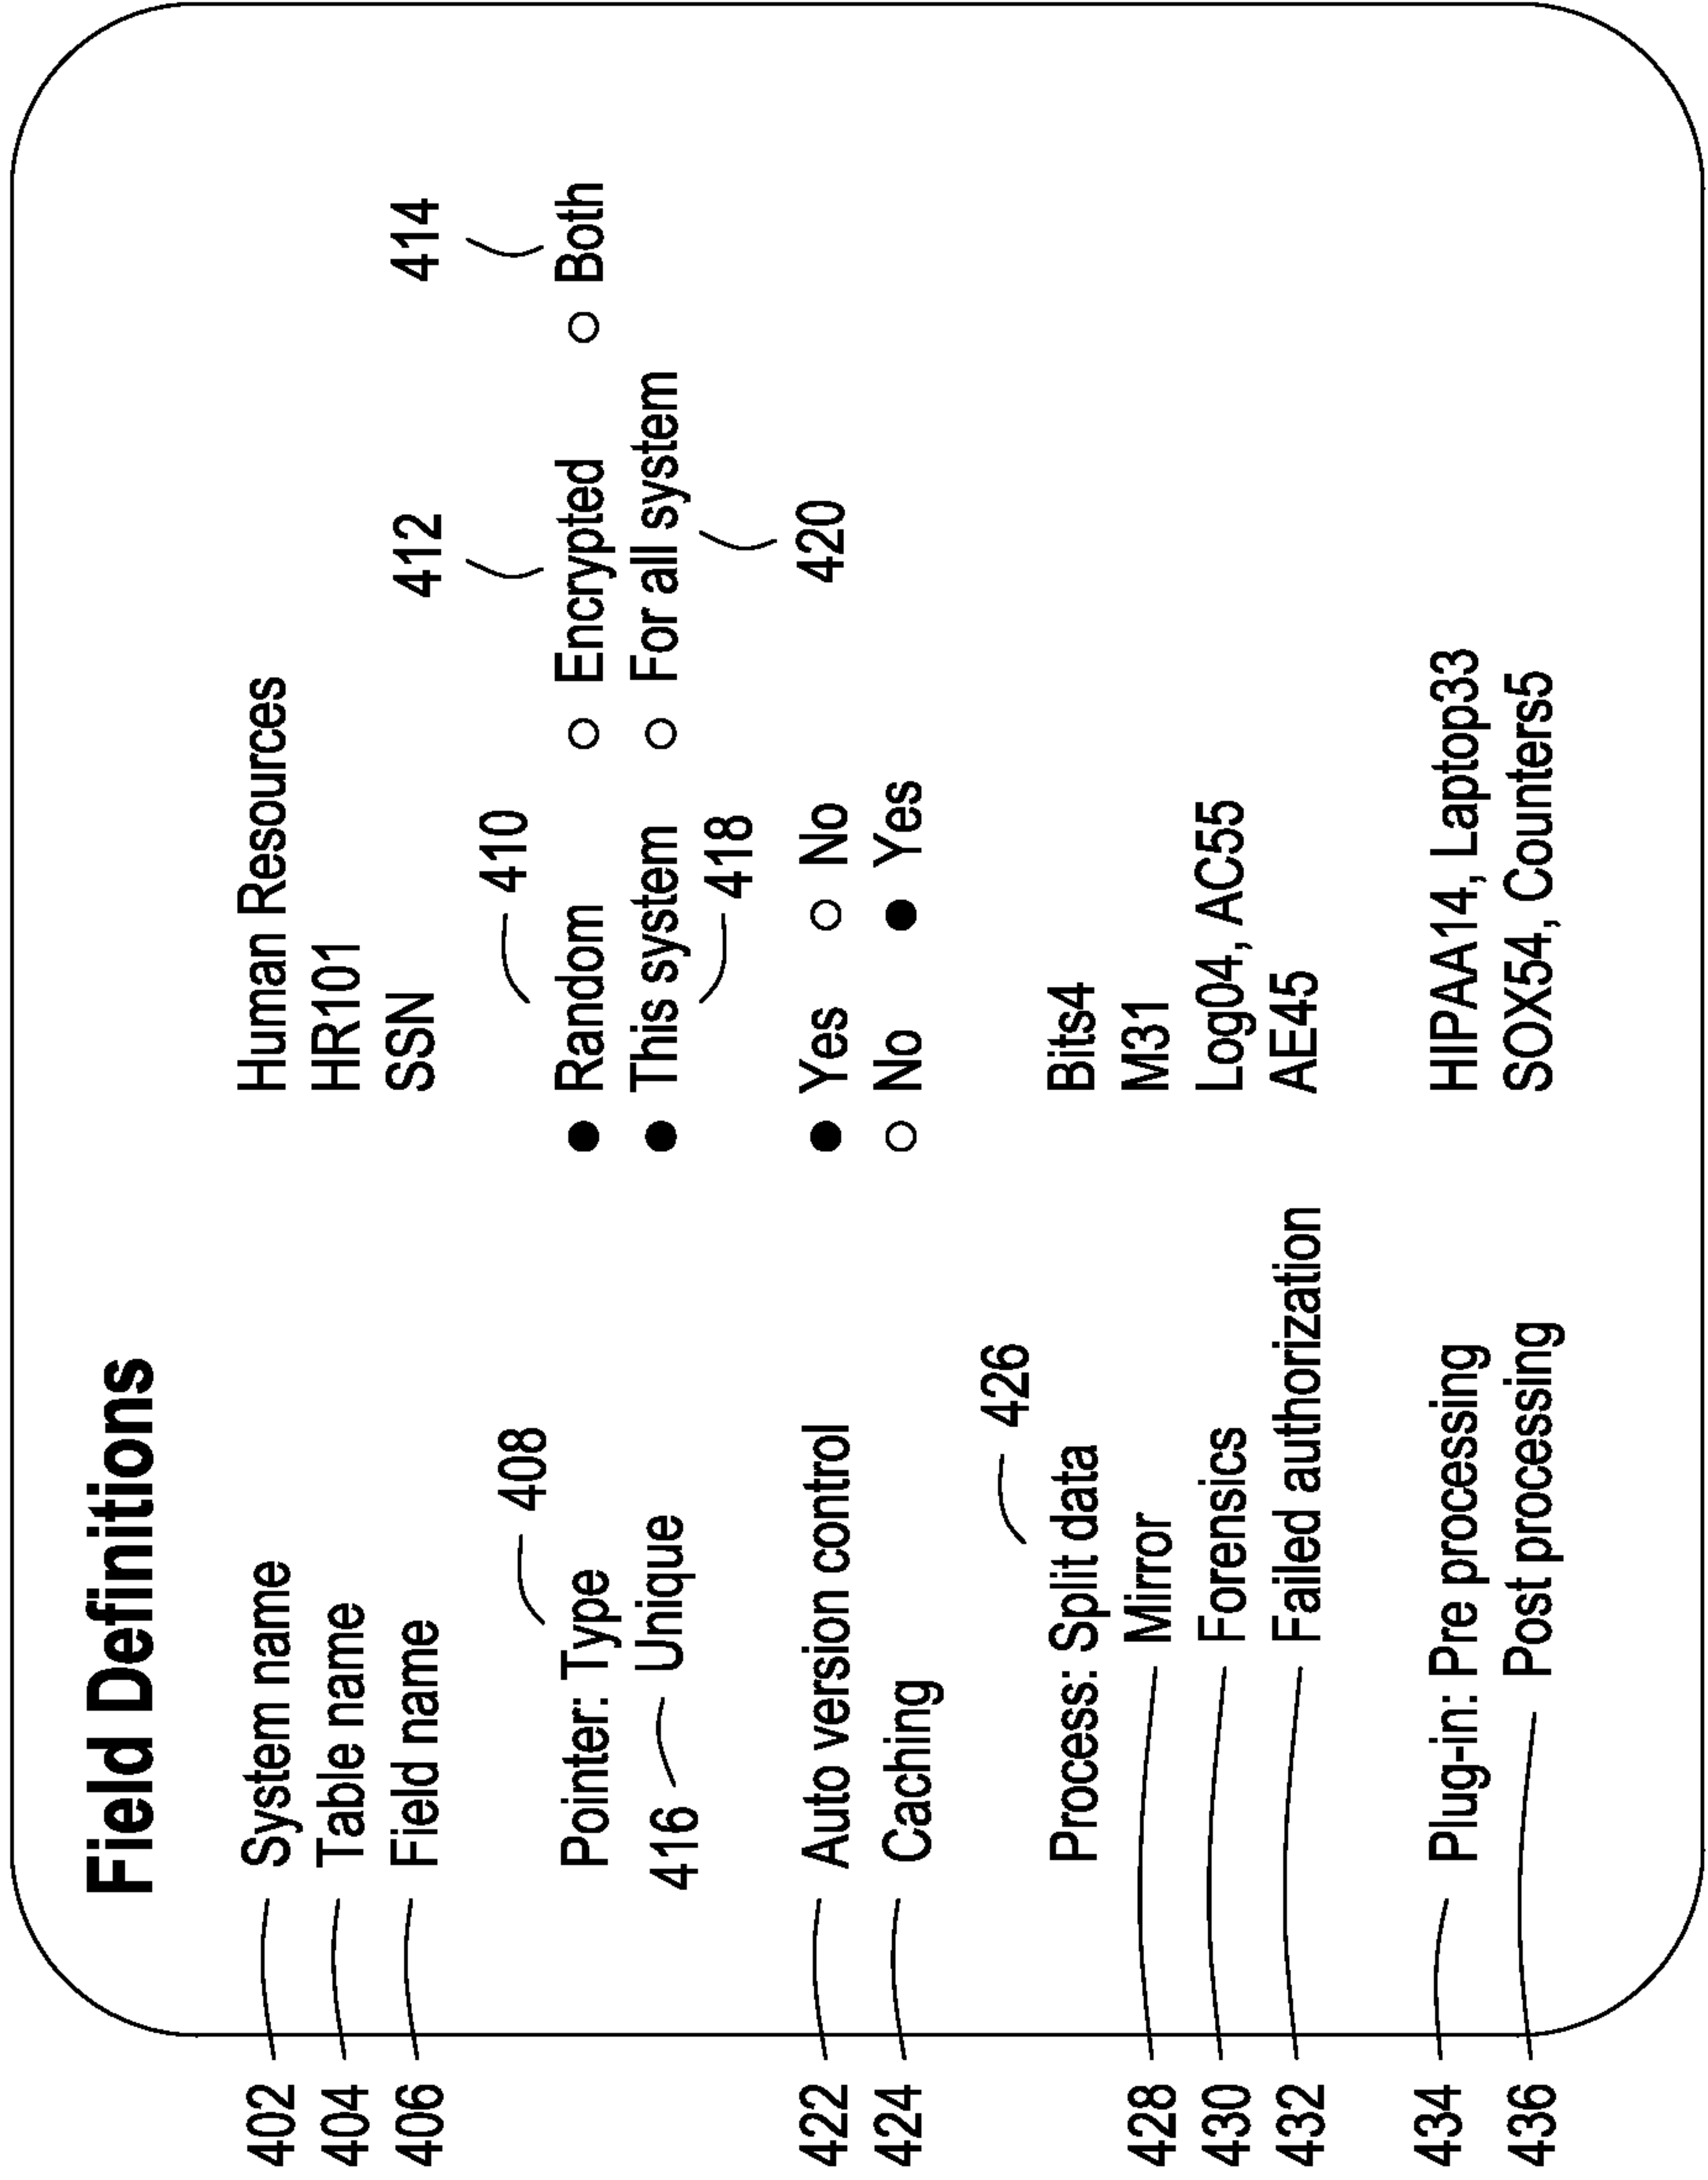 Field Definitions
402 System name Human Resources
404 Table name HR101
406 Field name SSN
412 414
408 410
Pointer: Type ● Random ○ Encrypted ○ Both
416 Unique ● This system ○ For all system
418 420
422 Auto version control ● Yes ○ No
424 Caching ○ No ● Yes
426
Process: Split data Bits4
428 Mirror M31
430 Forensics Log04, AC55
432 Failed authorization AE45
434 Plug-in: Pre processing HIPAA14, Laptop33
436 Post processing SOX54, Counters5